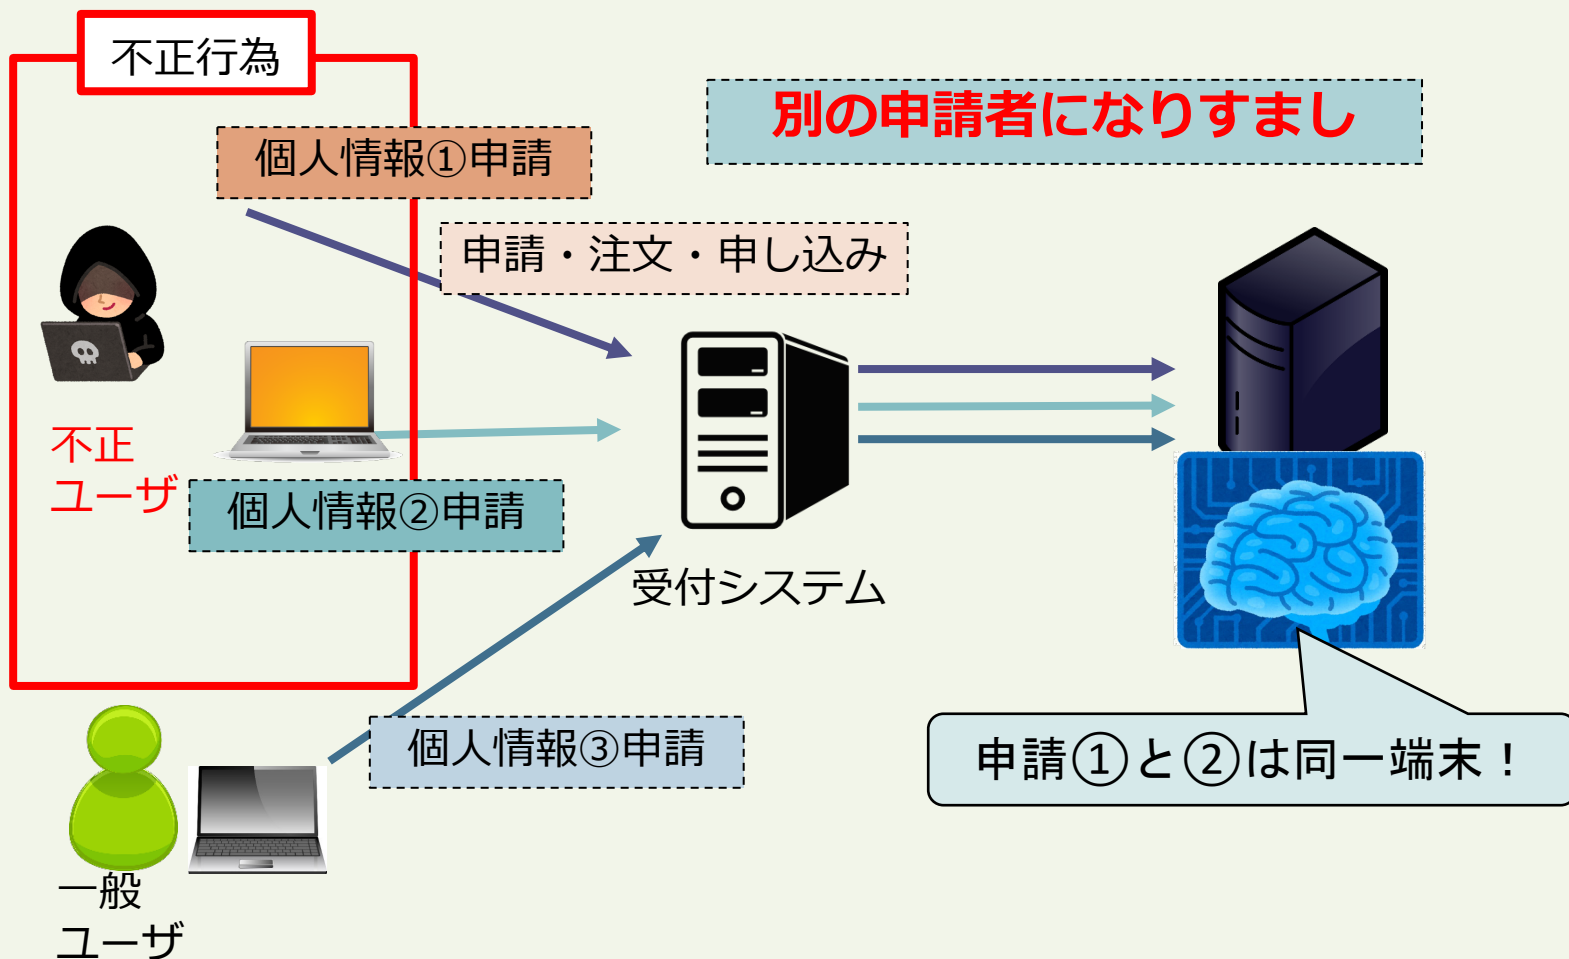 不正行為
別の申請者になりすまし
個人情報①申請
申請・注文・申し込み
不正
ユーザ
個人情報②申請
受付システム
個人情報③申請
申請①と②は同一端末！
一般
ユーザ